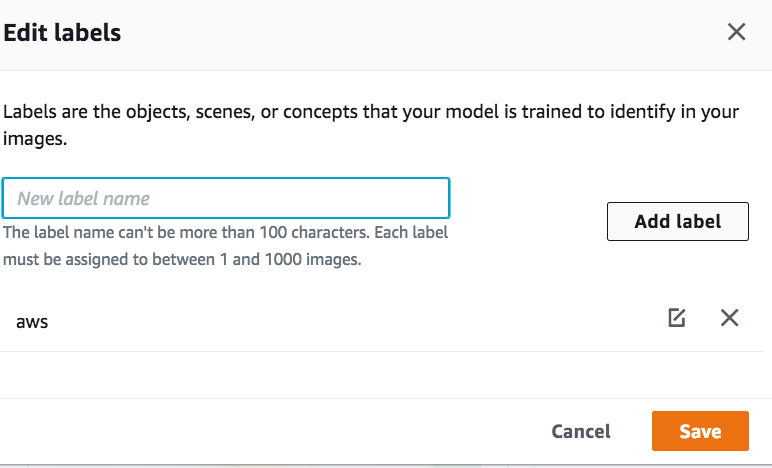 Edit labels
Labels are the objects, scenes, or concepts that your model is trained to identify in your
images.
New label name
The label name can't be more than 100 characters. Each label
must be assigned to between 1 and 1000 images.
Add label
aws
Cancel
Save